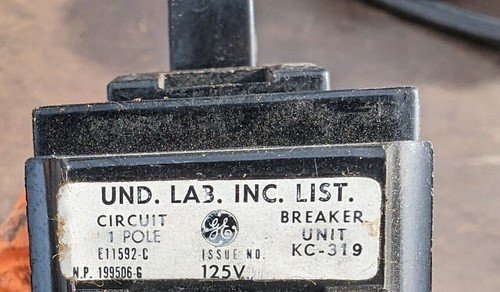 UND. LAB. INC. LIST.
CIRCUIT GE BREAKER
1 POLE UNIT
E11592-C ISSUE NO. KC-319
N.P. 199506-G 125V.